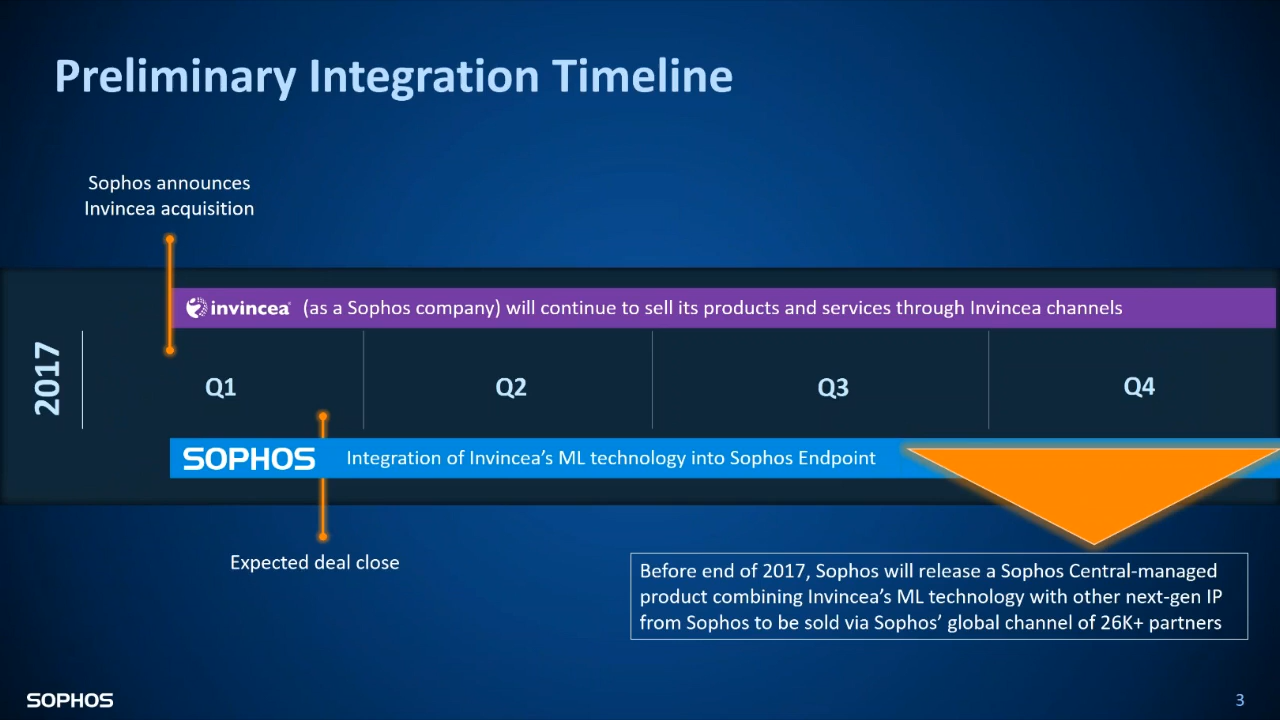 Preliminary Integration Timeline
Sophos announces
Invincea acquisition
invincea (as a Sophos company) will continue to sell its products and services through Invincea channels
2017
Q1
Q2
Q3
Q4
SOPHOS Integration of Invincea's ML technology into Sophos Endpoint
Expected deal close
Before end of 2017, Sophos will release a Sophos Central-managed
product combining Invincea's ML technology with other next-gen IP
from Sophos to be sold via Sophos' global channel of 26K+ partners
SOPHOS
3